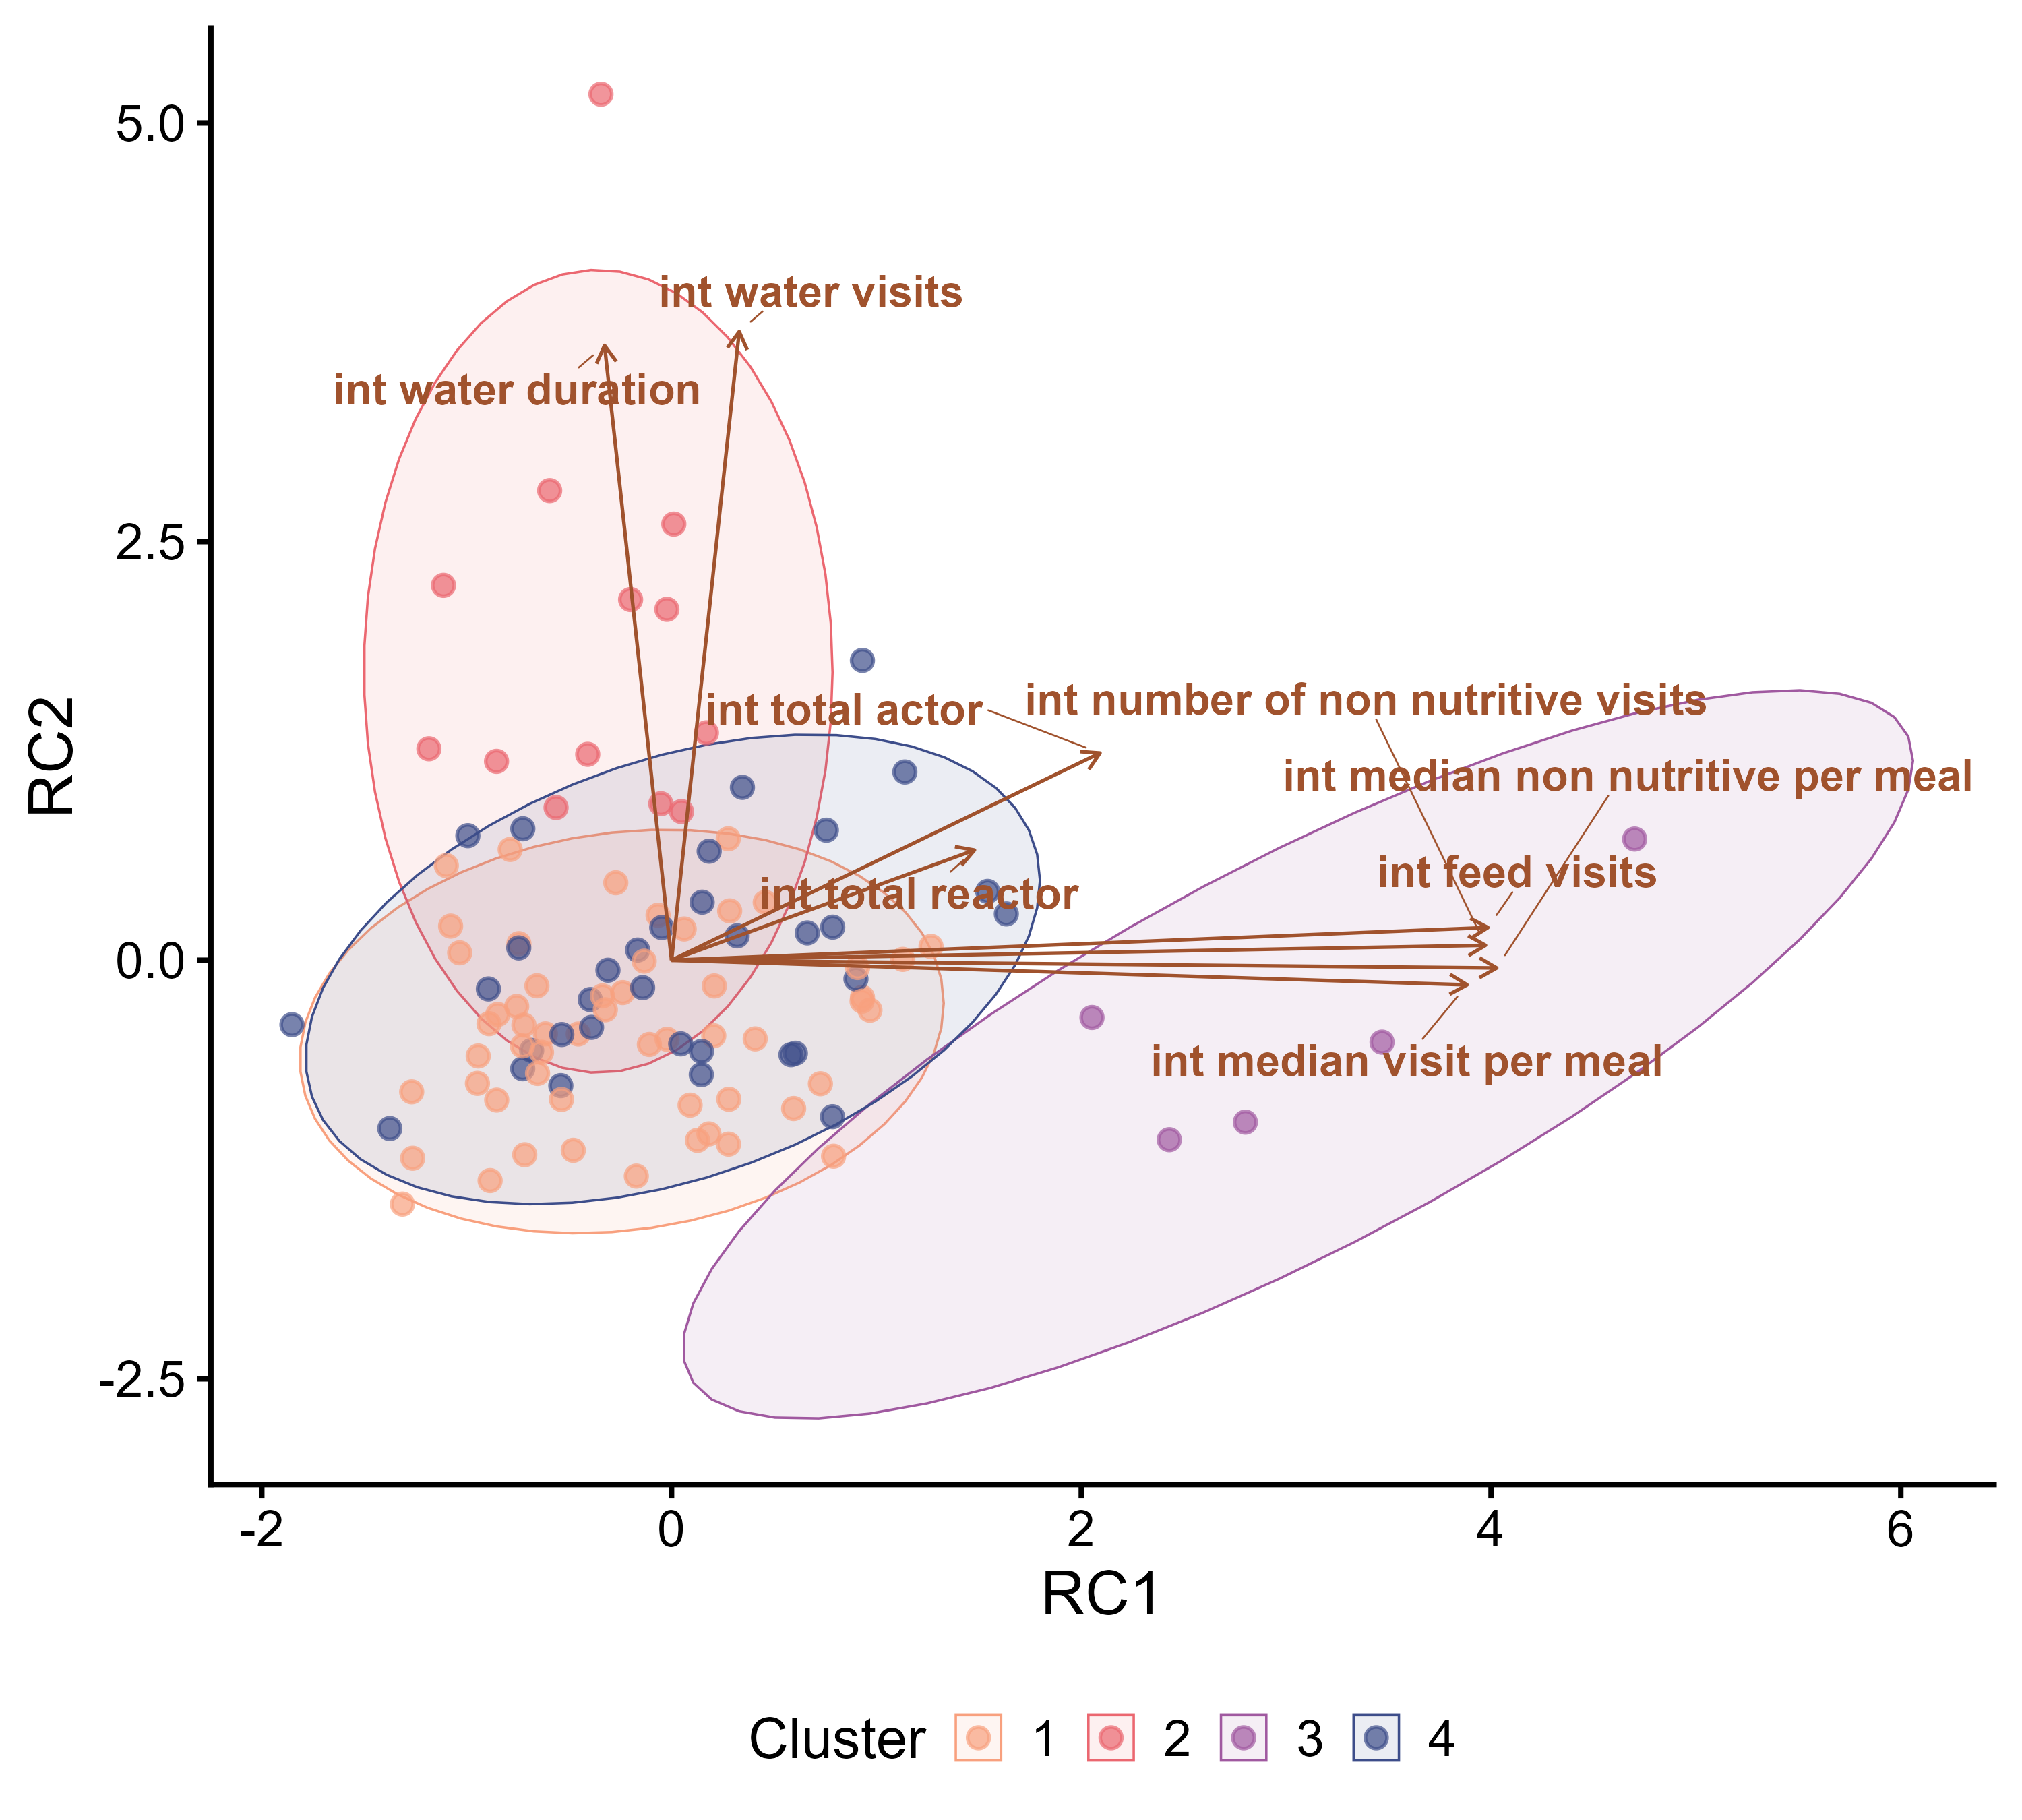 5.0
int water visits
int water duration
2.5
int number of non nutritive visits
int total actor
int median non nutritive per meal
RC2
int feed visits
int total reactor
0.0
int median visit per meal
-2.5
-2 0 2 4 6
RC1
Cluster 1 2 3 4